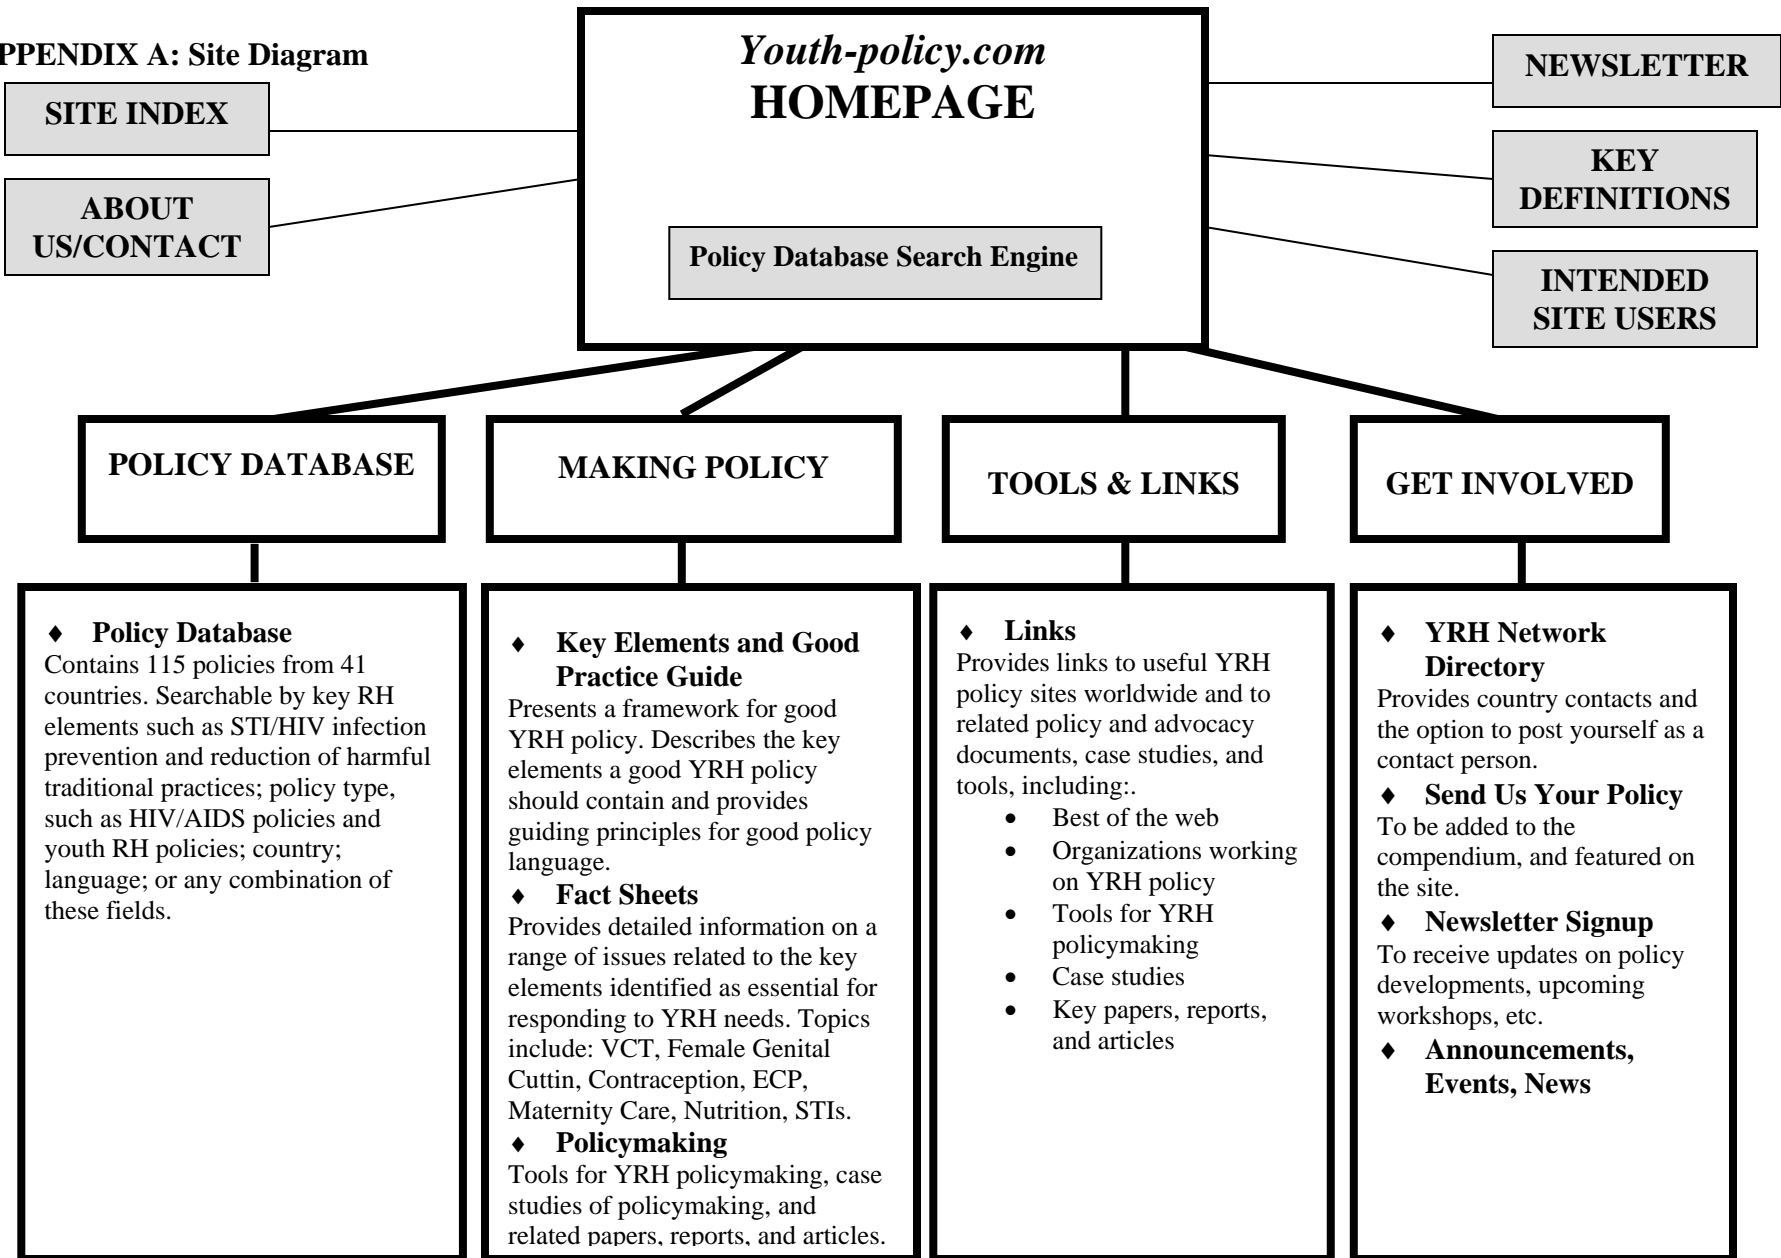 PPENDIX A: Site Diagram
SITE INDEX
ABOUT
US/CONTACT
Youth-policy.com
HOMEPAGE
Policy Database Search Engine
NEWSLETTER
KEY
DEFINITIONS
INTENDED
SITE USERS
POLICY DATABASE
MAKING POLICY
TOOLS & LINKS
GET INVOLVED
♦ Policy Database
Contains 115 policies from 41
countries. Searchable by key RH
elements such as STI/HIV infection
prevention and reduction of harmful
traditional practices; policy type,
such as HIV/AIDS policies and
youth RH policies; country;
language; or any combination of
these fields.
♦ Key Elements and Good
Practice Guide
Presents a framework for good
YRH policy. Describes the key
elements a good YRH policy
should contain and provides
guiding principles for good policy
language.
♦ Fact Sheets
Provides detailed information on a
range of issues related to the key
elements identified as essential for
responding to YRH needs. Topics
include: VCT, Female Genital
Cuttin, Contraception, ECP,
Maternity Care, Nutrition, STIs.
♦ Policymaking
Tools for YRH policymaking, case
studies of policymaking, and
related papers, reports, and articles.
♦ Links
Provides links to useful YRH
policy sites worldwide and to
related policy and advocacy
documents, case studies, and
tools, including:.
• Best of the web
• Organizations working
on YRH policy
• Tools for YRH
policymaking
• Case studies
• Key papers, reports,
and articles
♦ YRH Network
Directory
Provides country contacts and
the option to post yourself as a
contact person.
♦ Send Us Your Policy
To be added to the
compendium, and featured on
the site.
♦ Newsletter Signup
To receive updates on policy
developments, upcoming
workshops, etc.
♦ Announcements,
Events, News